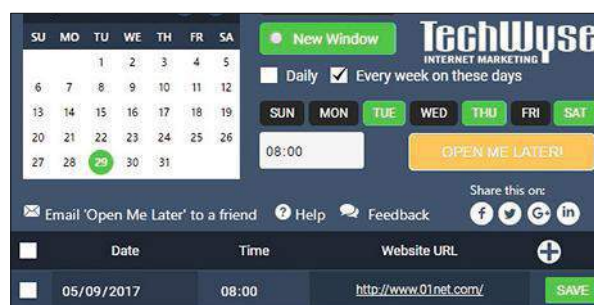 SU MO TU WE TH FR SA
1 2 3 4 5
6 7 8 9 10 11 12
13 14 15 16 17 18 19
20 21 22 23 24 25 26
27 28 29 30 31
New Window
TechWyse
INTERNET MARKETING
Daily Every week on these days
SUN MON TUE WED THU FRI SAT
08:00
OPEN ME LATER!
Share this on:
Email 'Open Me Later' to a friend Help Feedback
Date Time Website URL
05/09/2017 08:00 http://www.01net.com/ SAVE